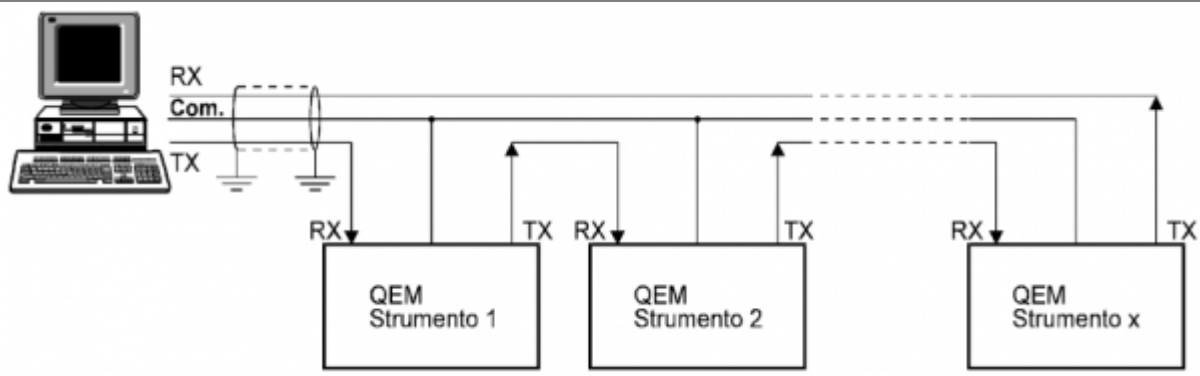 RX
Com.
TX
RX
TX
RX
TX
RX
TX
QEM
Strumento 1
QEM
Strumento 2
QEM
Strumento x